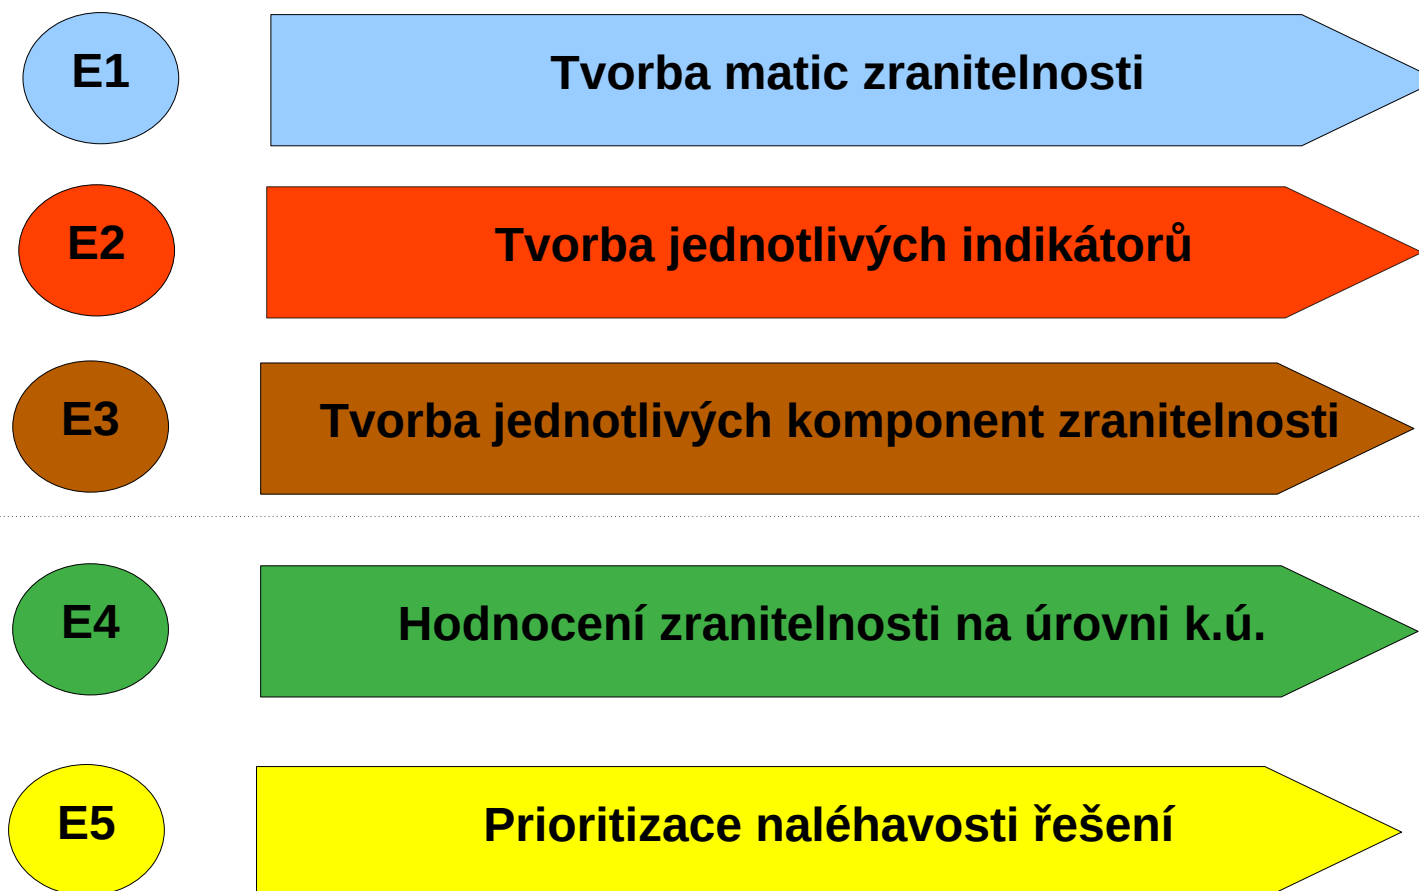 E1
Tvorba matic zranitelnosti
E2
Tvorba jednotlivých indikátorů
E3
Tvorba jednotlivých komponent zranitelnosti
E4
Hodnocení zranitelnosti na úrovni k.ú.
E5
Prioritizace naléhavosti řešení